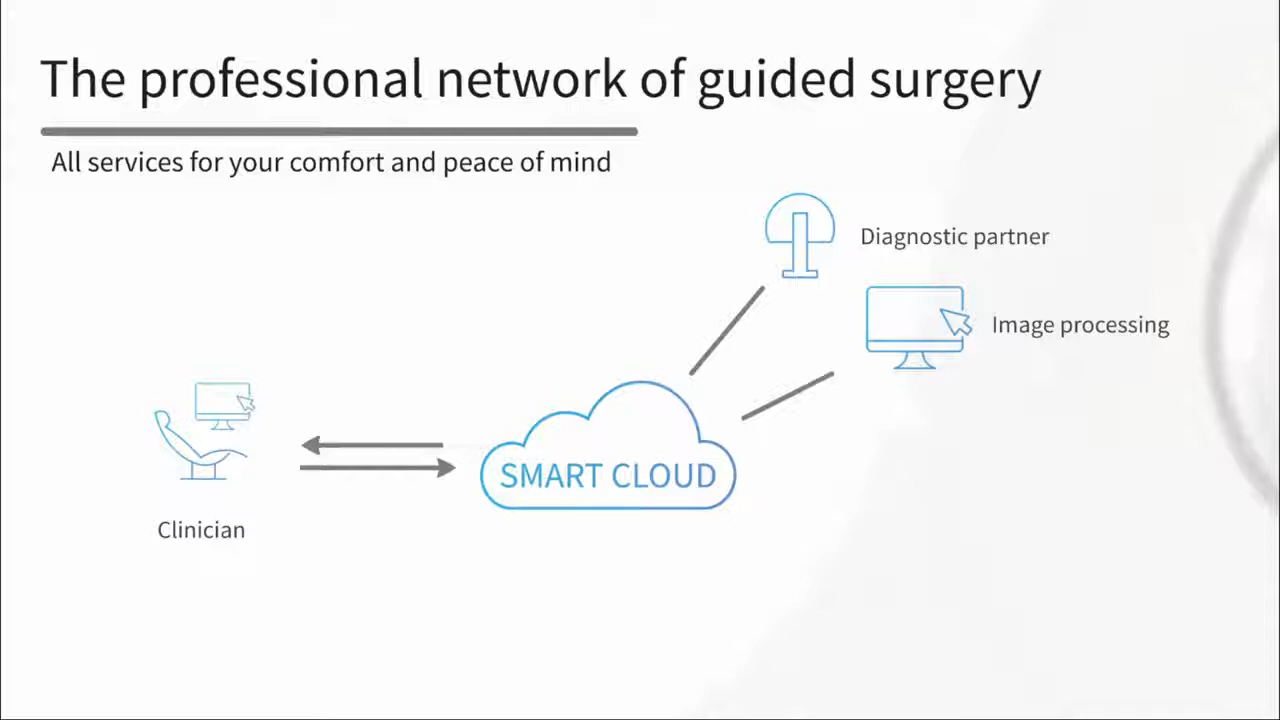 The professional network of guided surgery
All services for your comfort and peace of mind
Diagnostic partner
Image processing
SMART CLOUD
Clinician